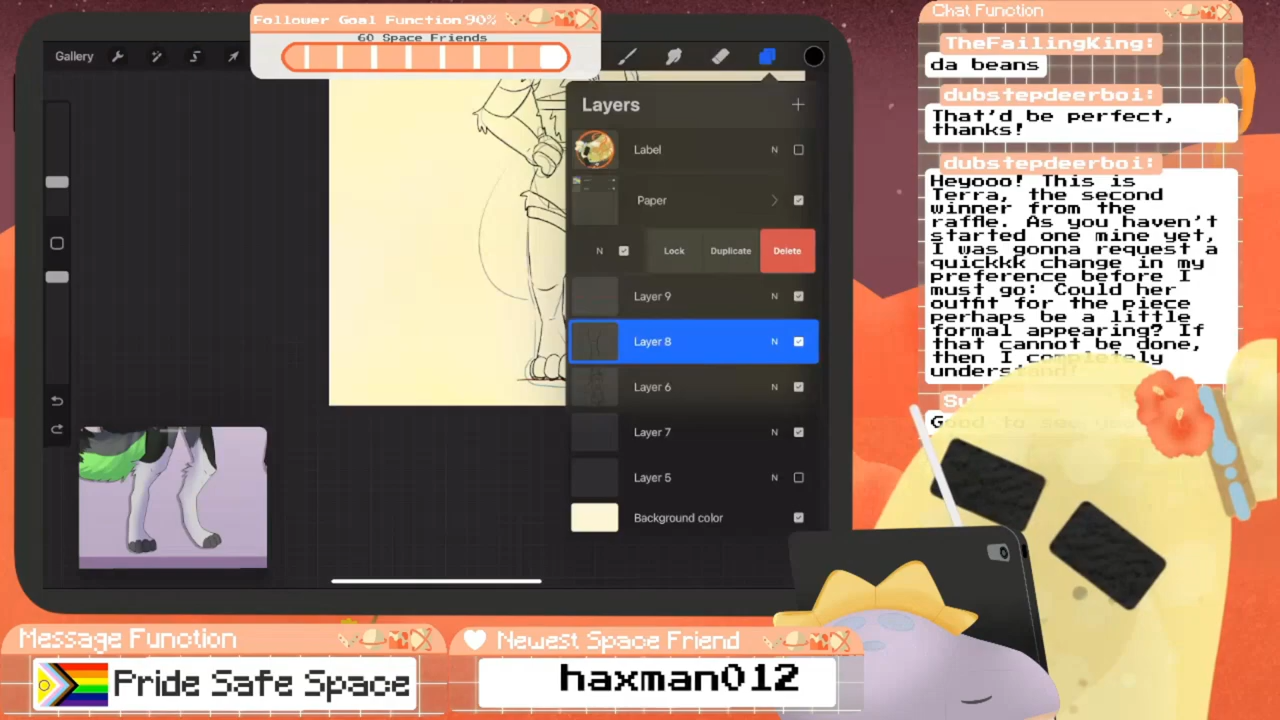 Follower Goal Function 90%
60 Space Friends
Gallery
Layers
Label N
Paper
N Lock Duplicate Delete
Layer 9 N
Layer 8 N
Layer 6 N
Layer 7 N
Layer 5 N
Background color
Chat Function
TheFailingKing:
da beans
dubstepdeerboi:
That'd be perfect,
thanks!
dubstepdeerboi:
Heyooo! This is
Terra, the second
winner from the
raffle. As you haven't
started one mine yet,
I was gonna request a
quickkk change in my
preference before I
must go: Could her
outfit for the piece
perhaps be a little
formal appearing? If
that cannot be done,
then I completely
understand!
Message Function
Pride Safe Space
Newest Space Friend
haxman012